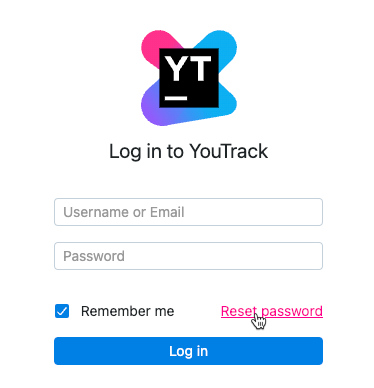 YT
Log in to YouTrack
Username or Email
Password
Remember me Reset password
Log in